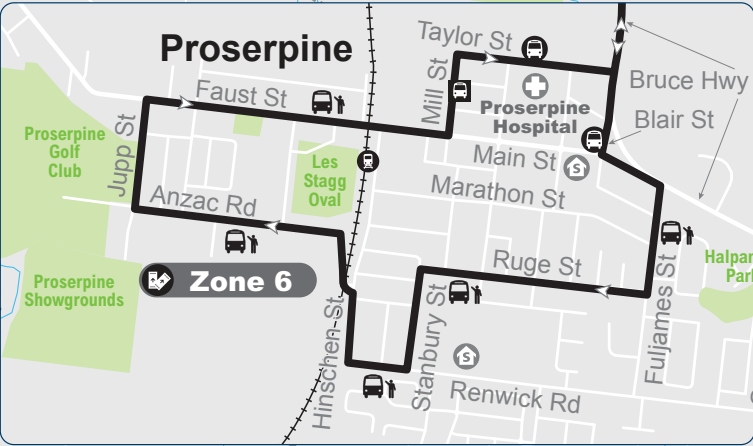 Proserpine
Taylor St
Bruce Hwy
Faust St
Mill St
Proserpine
Hospital
Blair St
Proserpine
Golf
Club
Jupp St
Les
Stagg
Oval
Main St
S
Marathon St
Anzac Rd
Ruge St
Zone 6
Proserpine
Showgrounds
Hinschen St
Stanbury St
S
Fuljames St
Halpan
Park
Renwick Rd